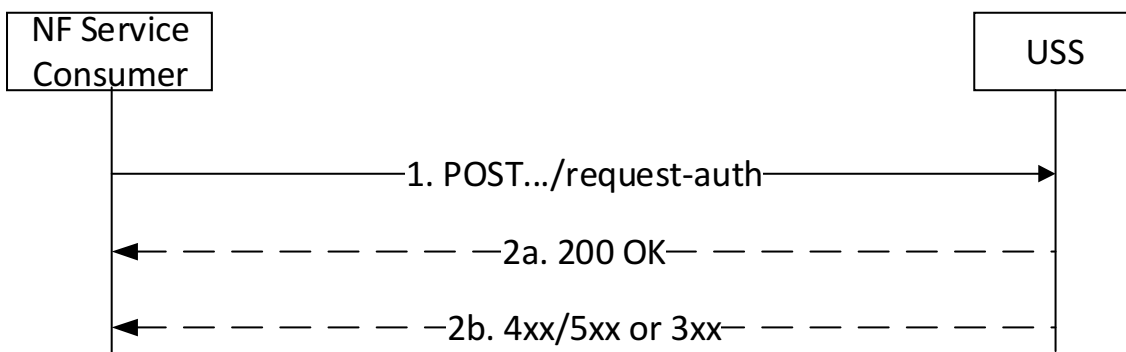 NF Service
Consumer
USS
1. POST.../request-auth
2a. 200 OK
2b. 4xx/5xx or 3xx